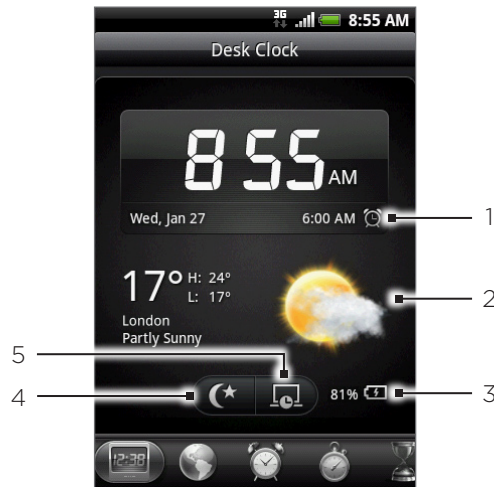 3G 8:55 AM
Desk Clock
8 55 AM
Wed, Jan 27 6:00 AM
1
17° H: 24°
L: 17°
2
London
Partly Sunny
5
4
81%
3
12:38